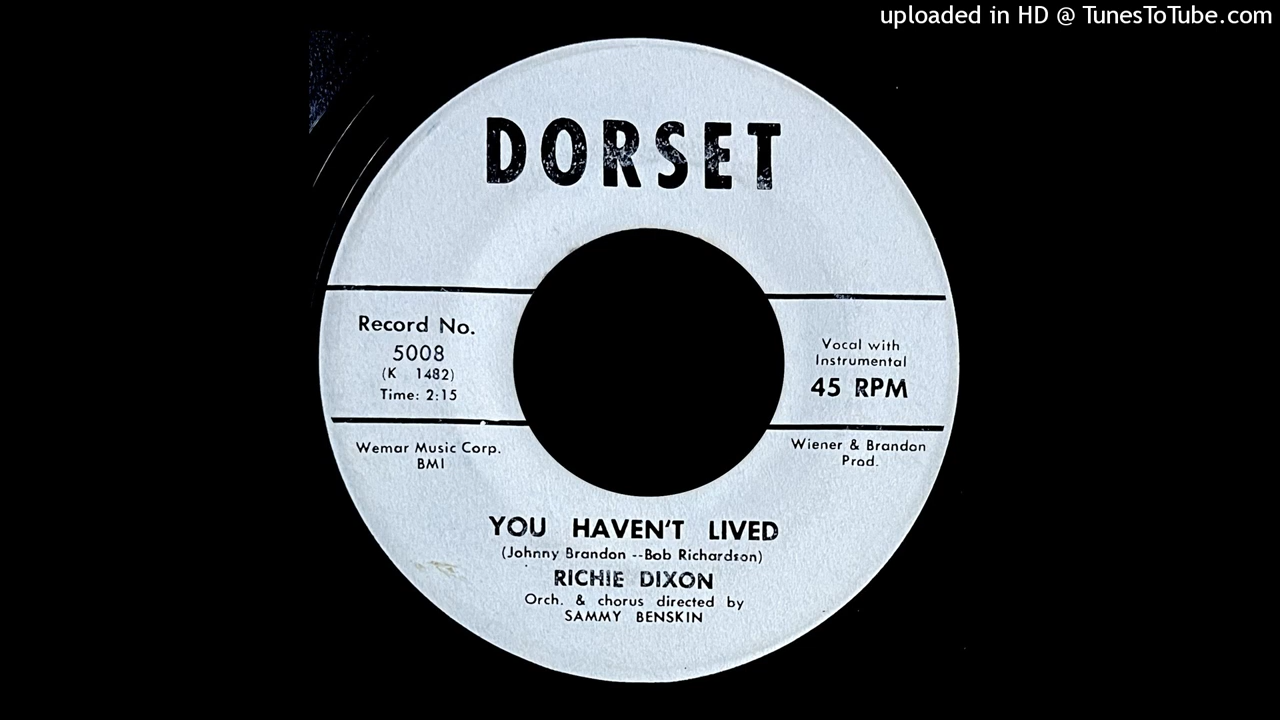 uploaded in HD @ TunesToTube.com
DORSET
Record No.
5008
(K 1482)
Time: 2:15
Vocal with
Instrumental
45 RPM
Wemar Music Corp.
BMI
Wiener & Brandon
Prod.
YOU HAVEN'T LIVED
(Johnny Brandon --Bob Richardson)
RICHIE DIXON
Orch. & chorus directed by
SAMMY BENSKIN